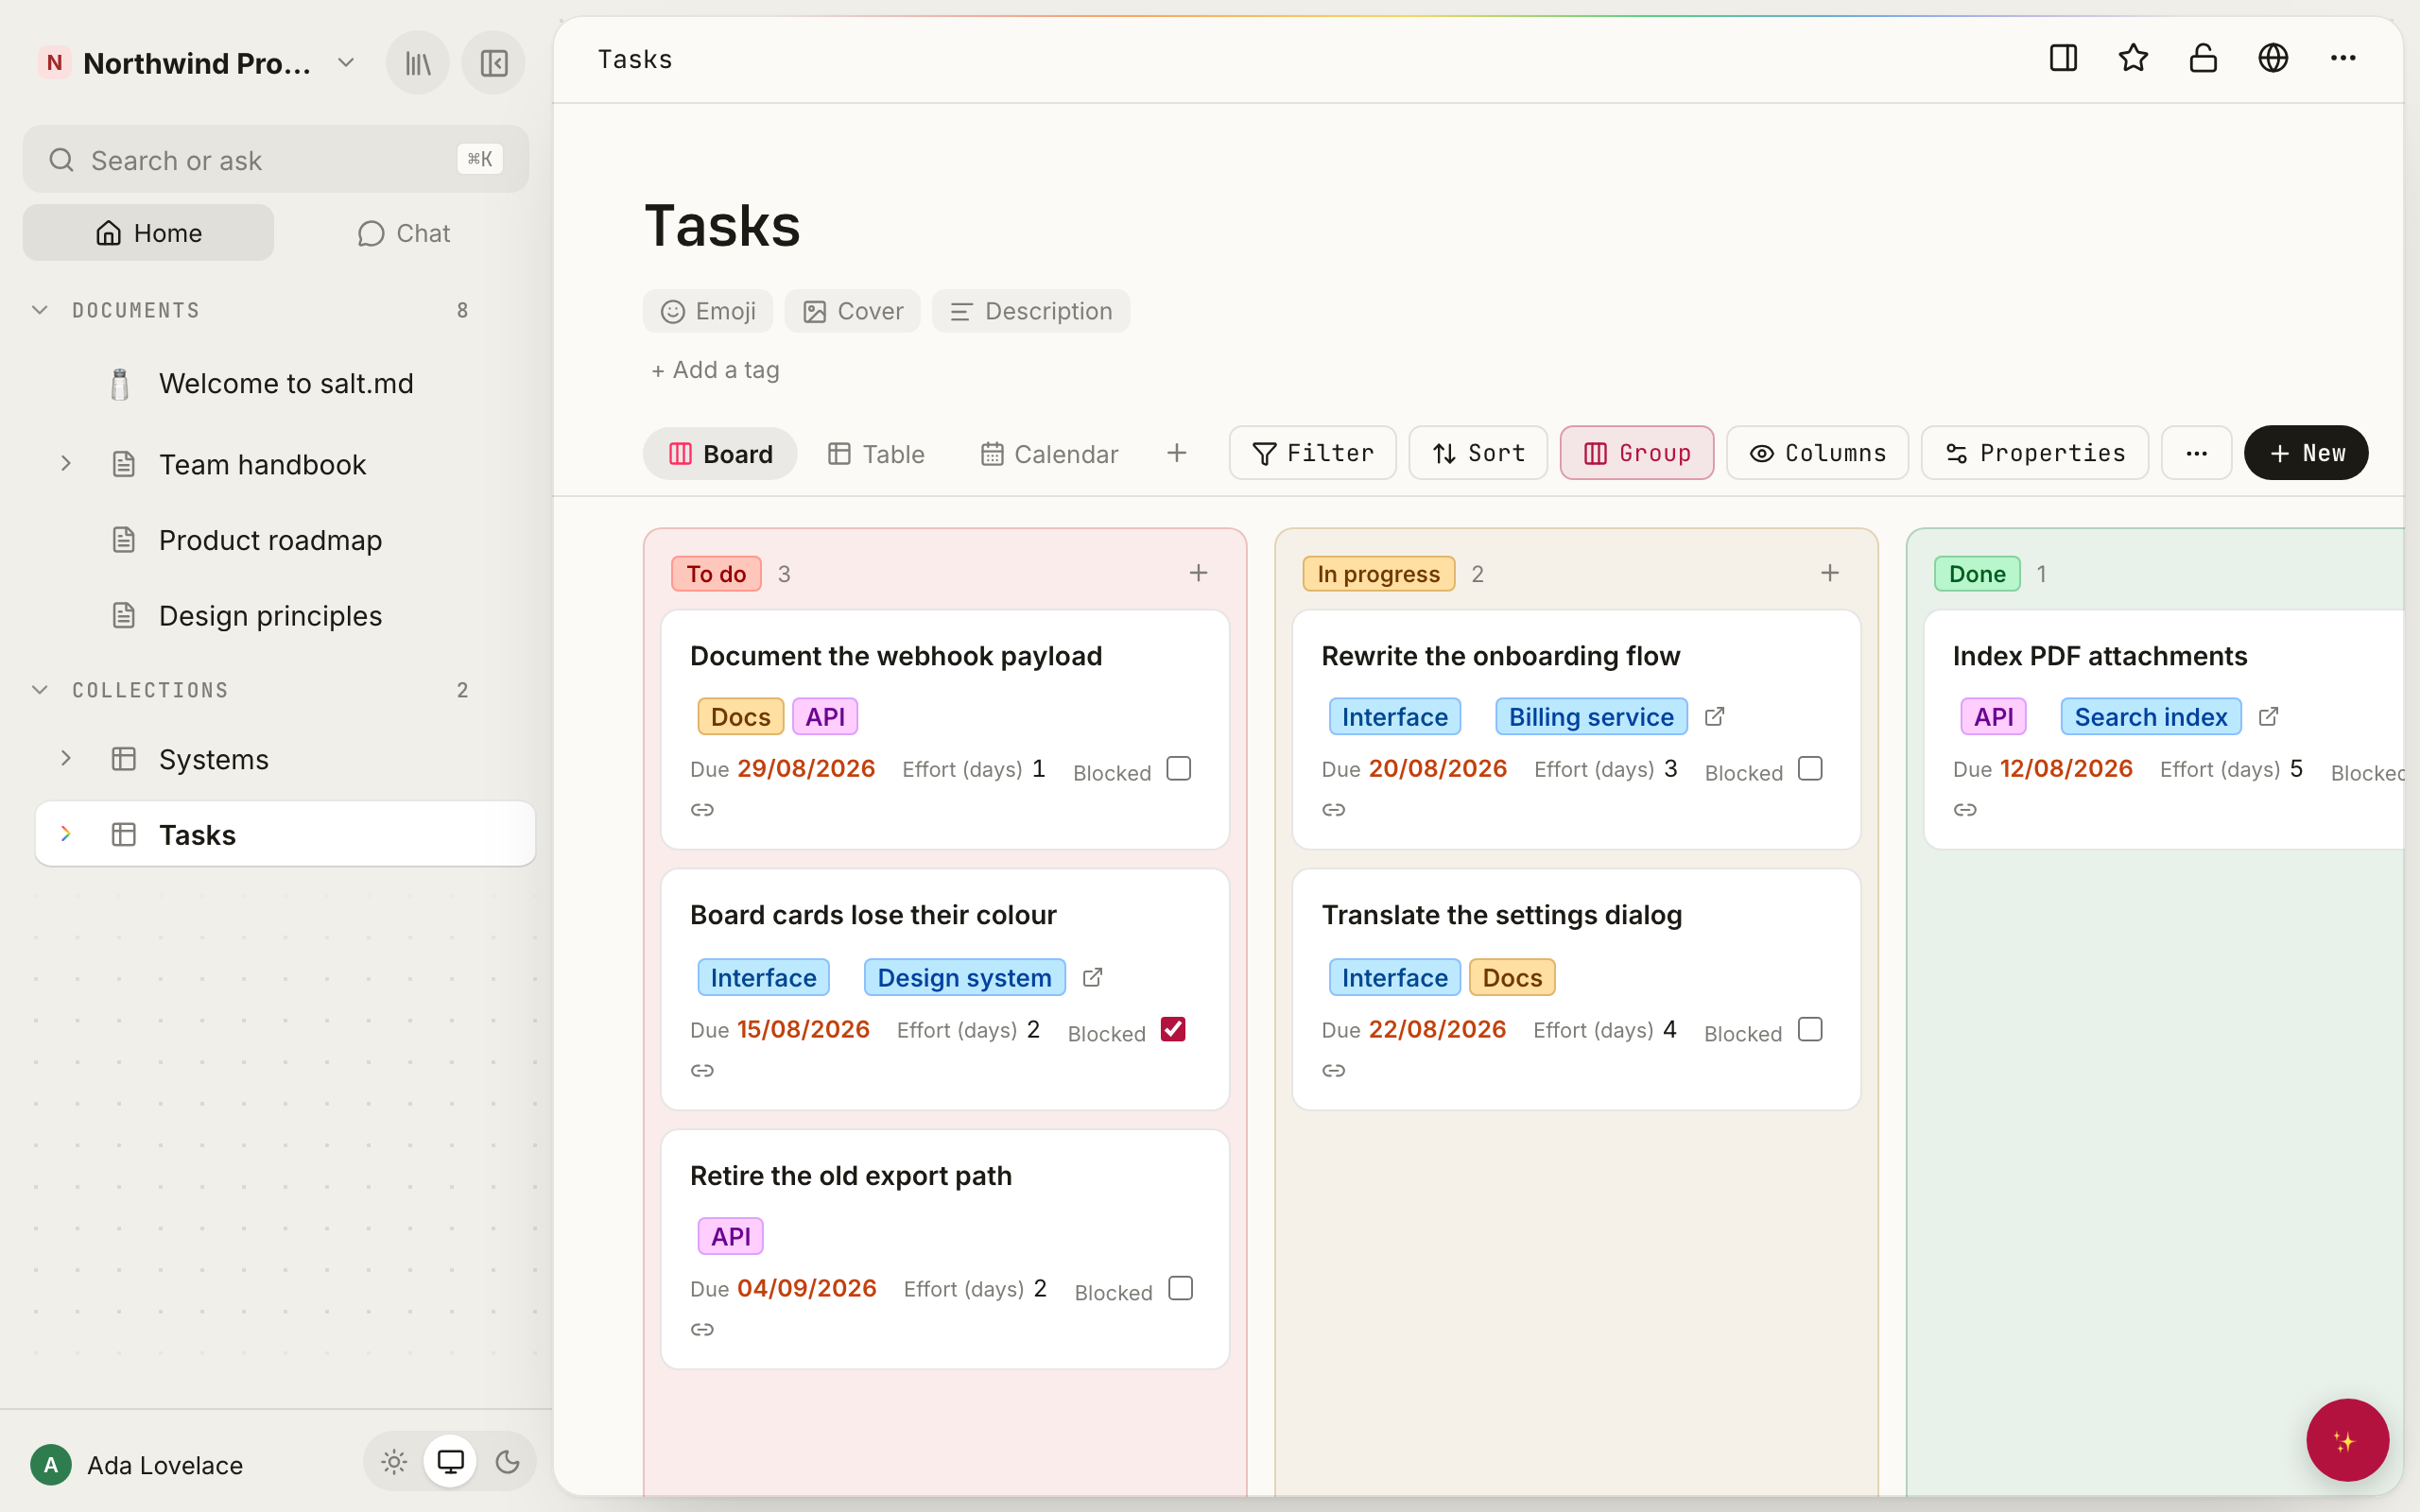 N Northwind Pro...
Search or ask ⌘K
Home Chat
DOCUMENTS 8
Welcome to salt.md
Team handbook
Product roadmap
Design principles
COLLECTIONS 2
Systems
Tasks
A Ada Lovelace
Tasks
Tasks
Emoji Cover Description
+ Add a tag
Board Table Calendar + Filter Sort Group Columns Properties ... + New
To do 3 +
Document the webhook payload
Docs API
Due 29/08/2026 Effort (days) 1 Blocked
Board cards lose their colour
Interface Design system
Due 15/08/2026 Effort (days) 2 Blocked
Retire the old export path
API
Due 04/09/2026 Effort (days) 2 Blocked
In progress 2 +
Rewrite the onboarding flow
Interface Billing service
Due 20/08/2026 Effort (days) 3 Blocked
Translate the settings dialog
Interface Docs
Due 22/08/2026 Effort (days) 4 Blocked
Done 1
Index PDF attachments
API Search index
Due 12/08/2026 Effort (days) 5 Blocked